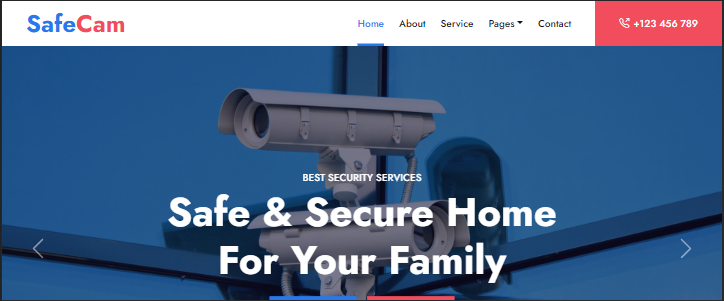 SafeCam
Home About Service Pages Contact
+123 456 789
BEST SECURITY SERVICES
Safe & Secure Home
For Your Family